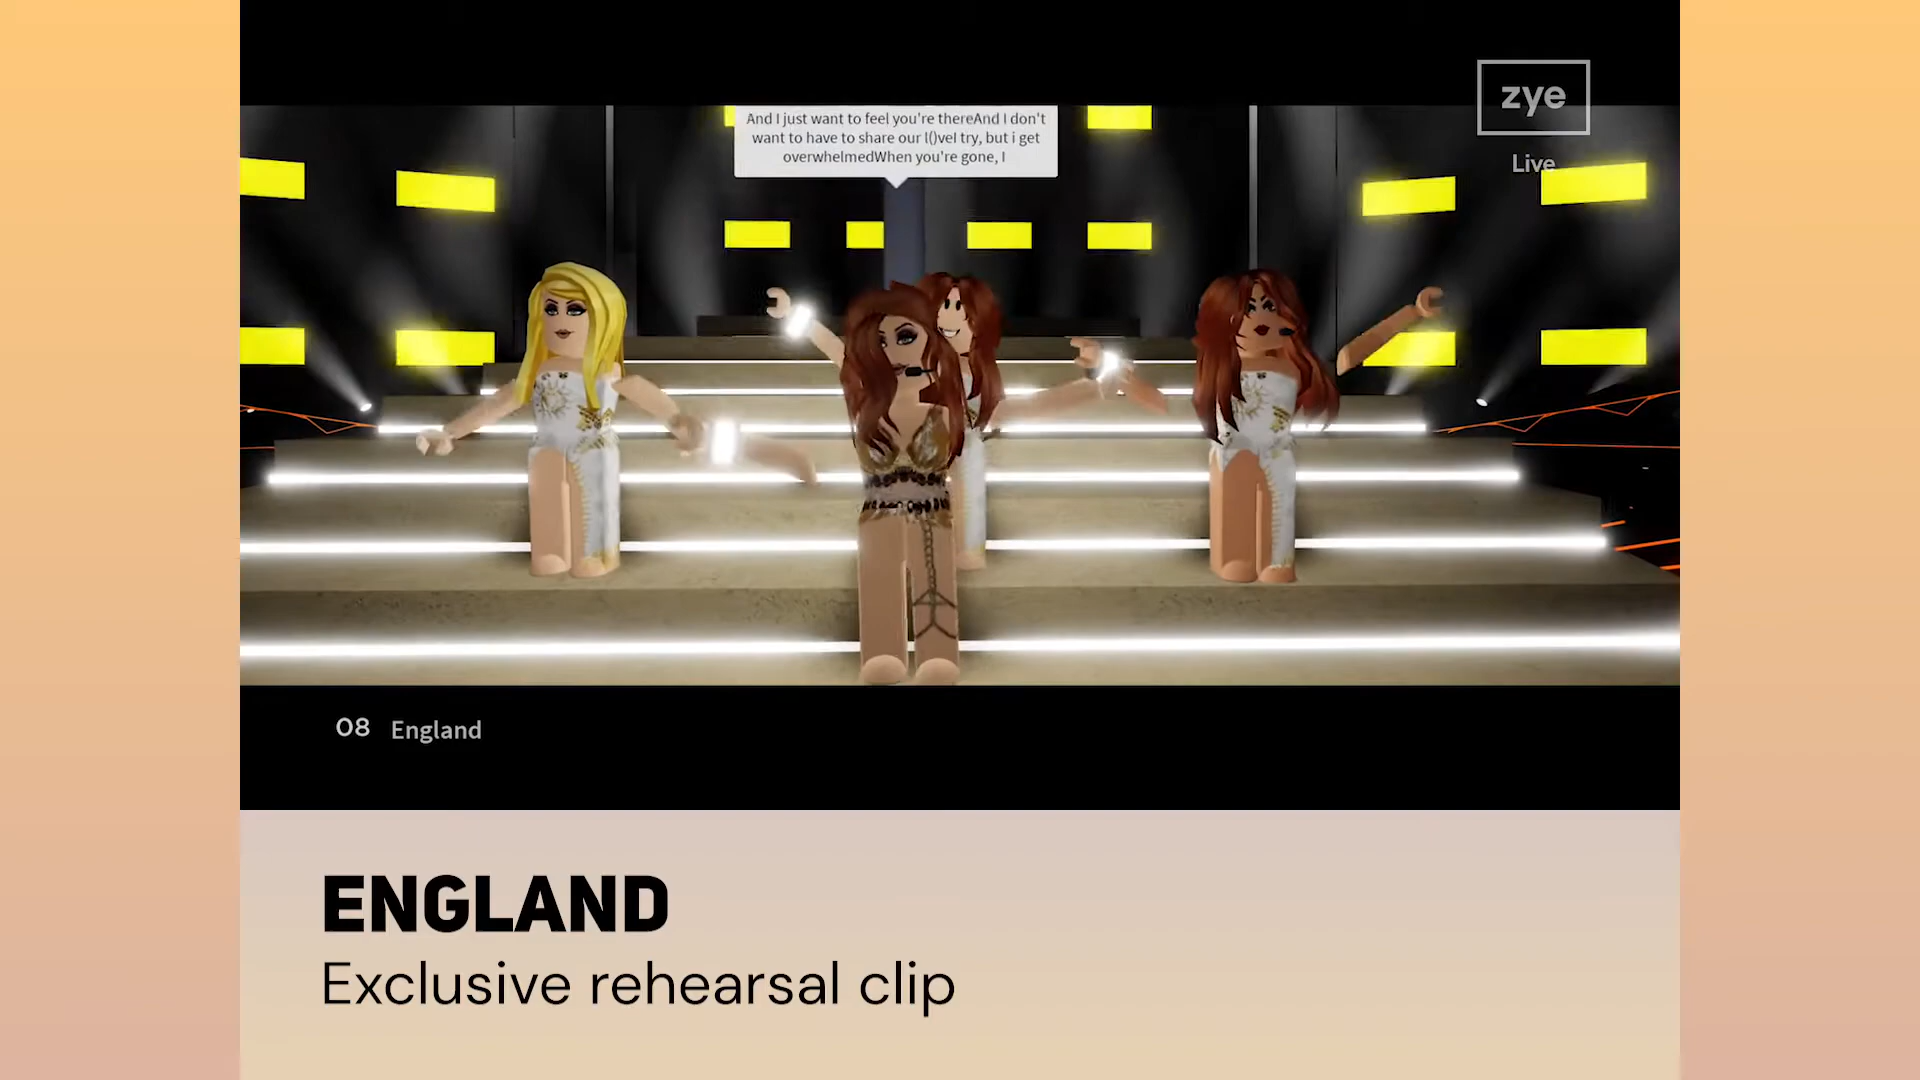 zye
Live
And I just want to feel you're thereAnd I don't
want to have to share our l()vel try, but i get
overwhelmedWhen you're gone, I
08 England
ENGLAND
Exclusive rehearsal clip